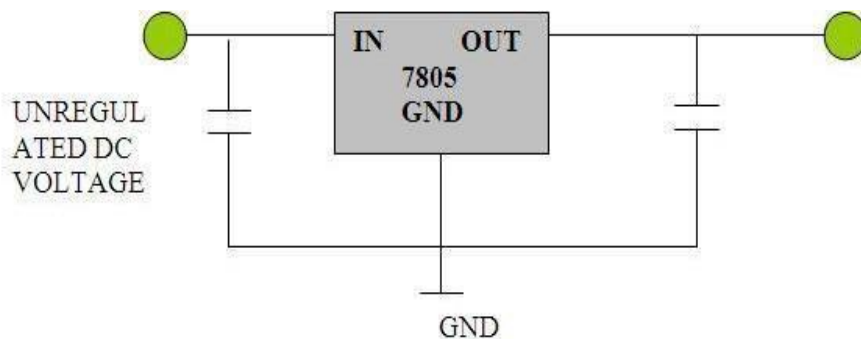 IN OUT
7805
GND
UNREGUL
ATED DC
VOLTAGE
GND